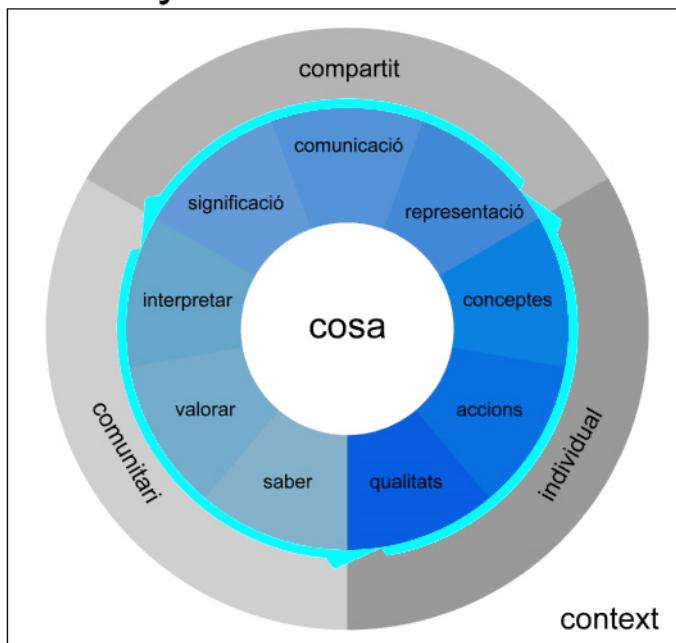 compartit
comunicació
significació
representació
interpretar
conceptes
cosa
valorar
accions
comunitari
individual
saber
qualitats
context